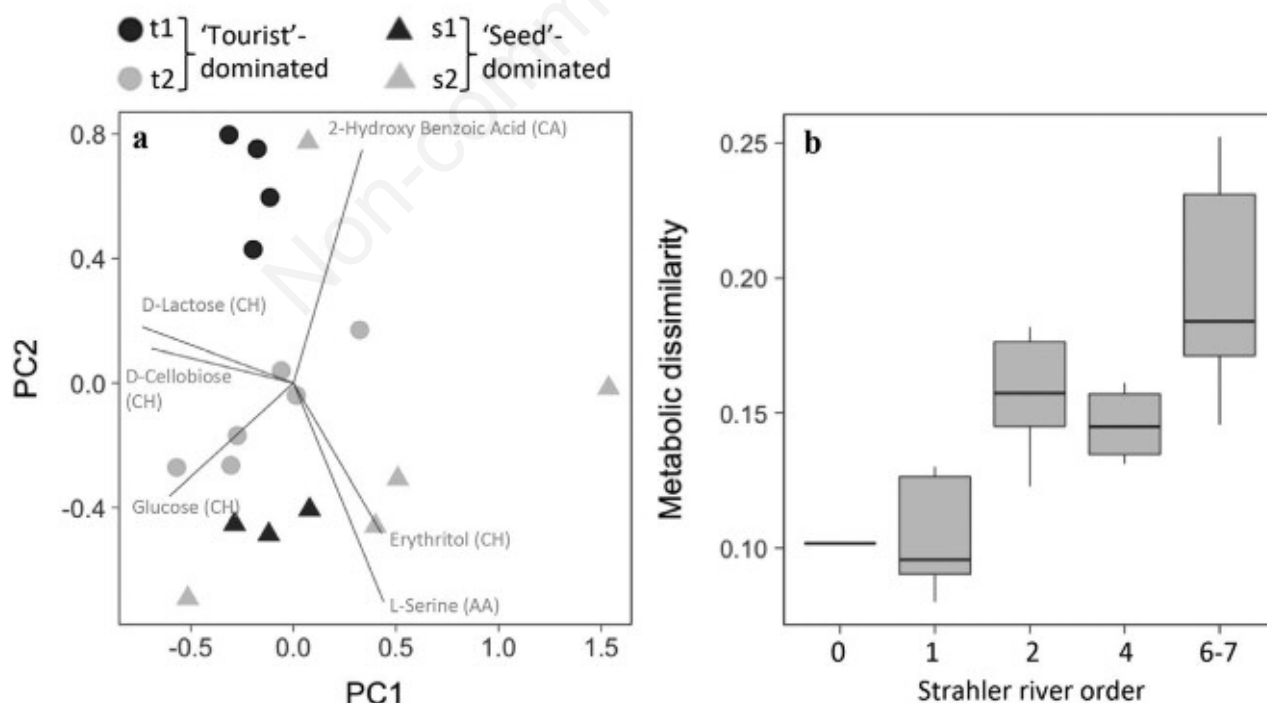 t1
t2
'Tourist'-
dominated
s1
s2
'Seed'-
dominated
a
2-Hydroxy Benzoic Acid (CA)
D-Lactose (CH)
D-Cellobiose
(CH)
Glucose (CH)
Erythritol (CH)
L-Serine (AA)
0.8
0.4
0.0
-0.4
PC2
-0.5
0.0
0.5
1.0
1.5
PC1
Non-comm
b
0.25
0.20
0.15
0.10
Metabolic dissimilarity
0
1
2
4
6-7
Strahler river order